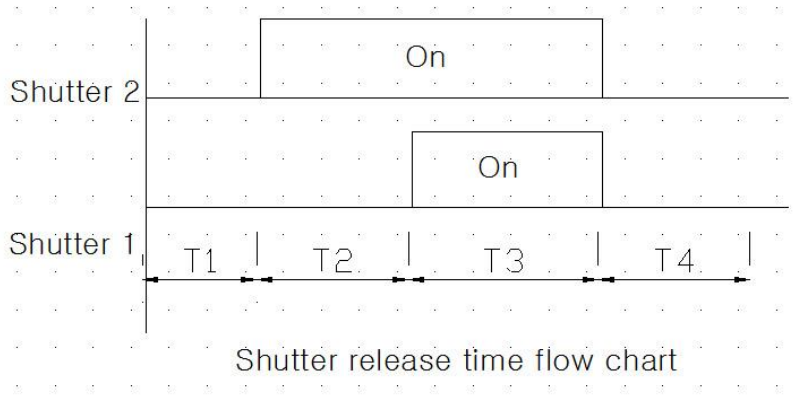 On
Shutter 2
On
Shutter 1
T1 T2 T3 T4
Shutter release time flow chart